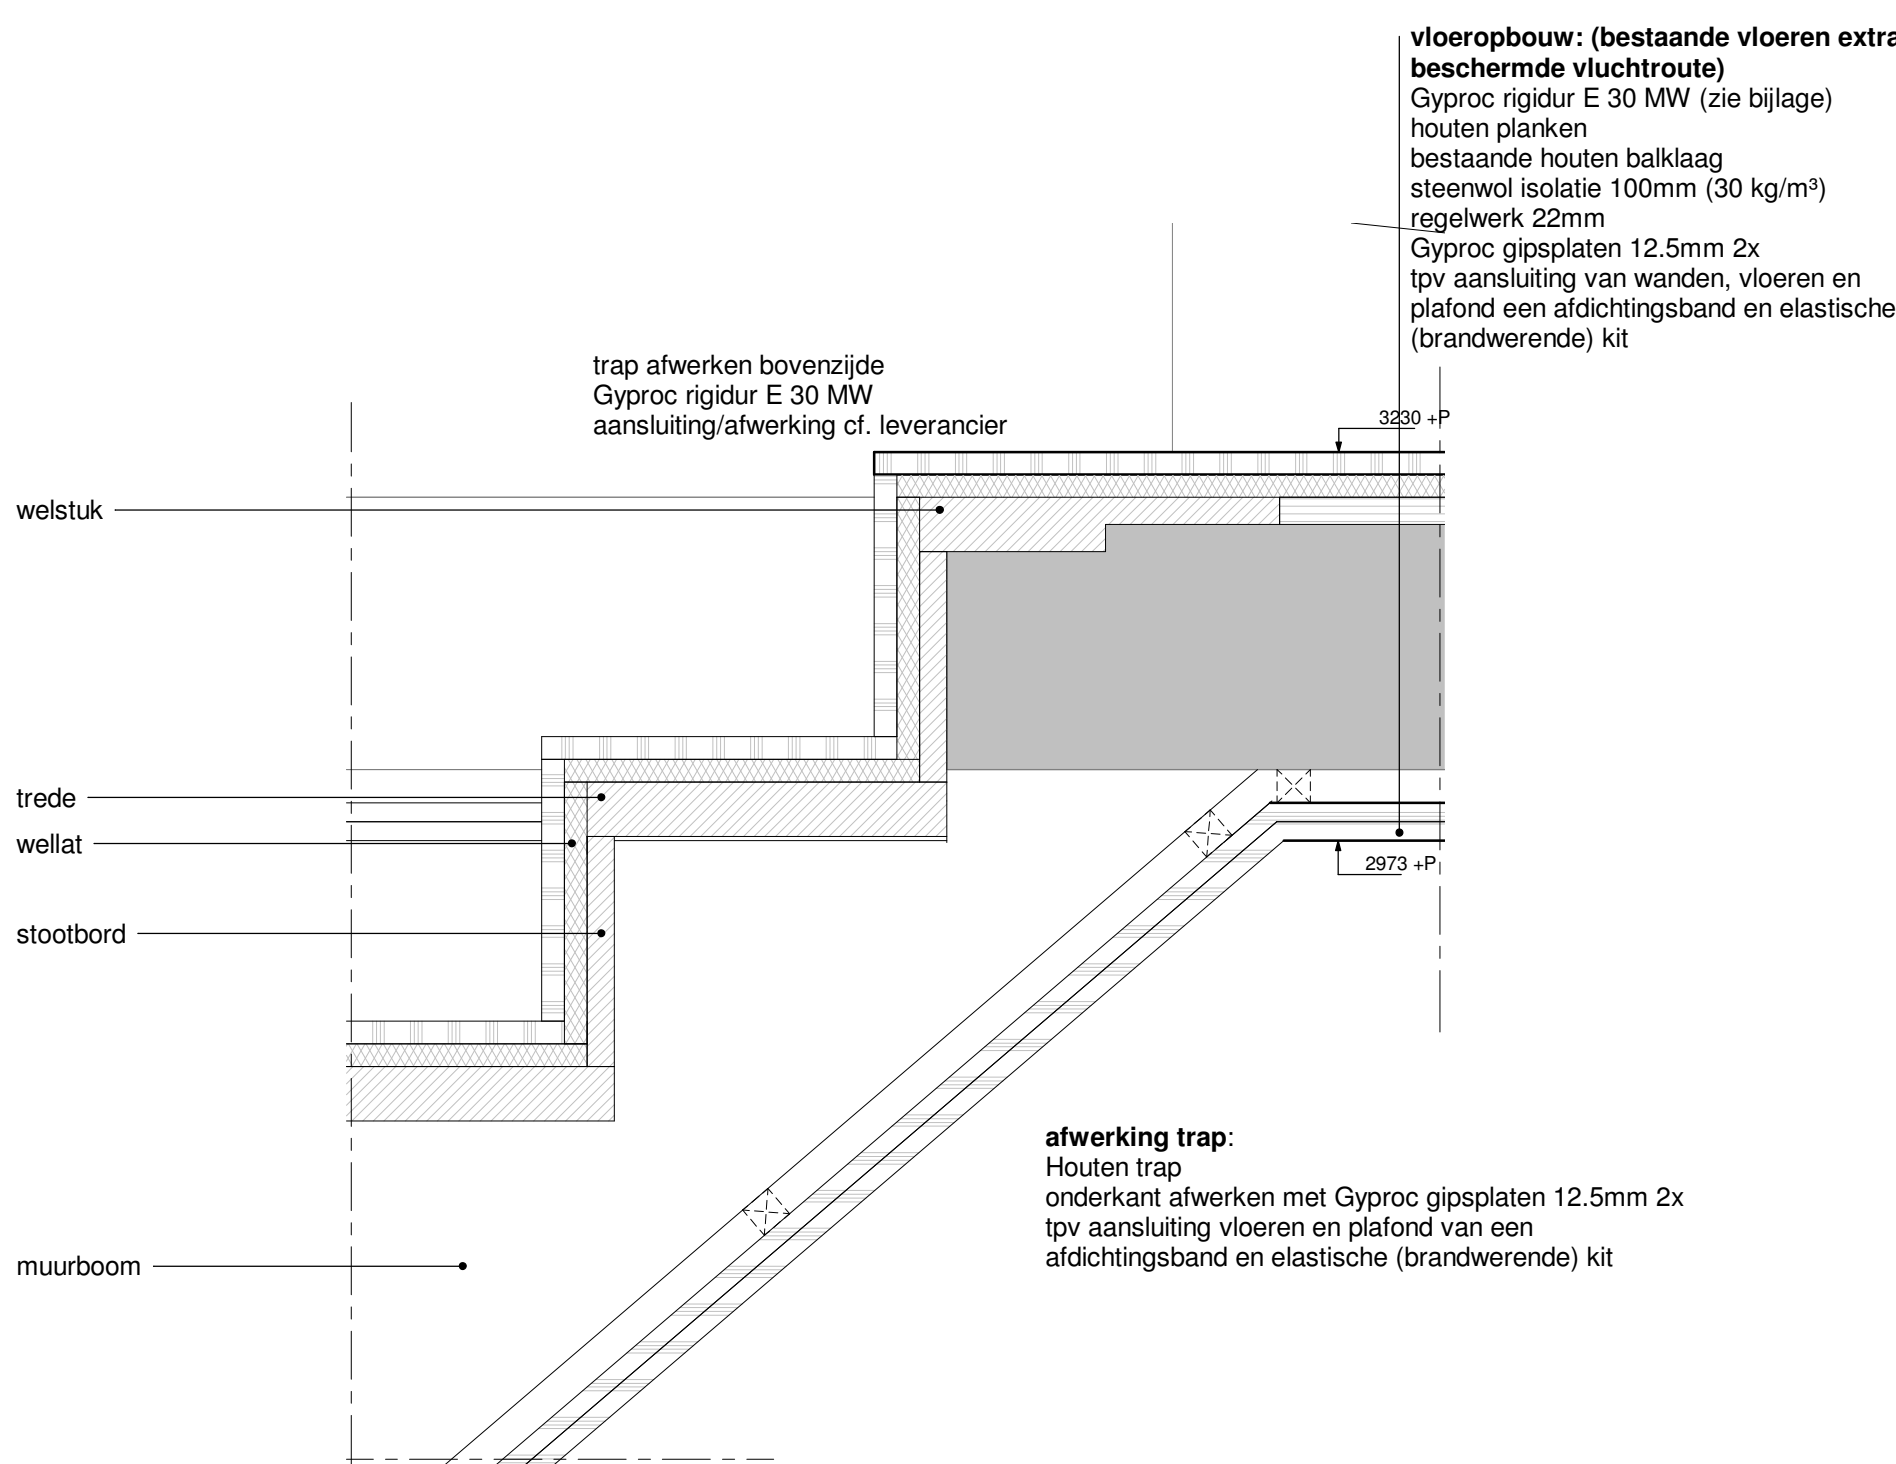 vloeropbouw: (bestaande vloeren extra
beschermde vluchtroute)
Gyproc rigidur E 30 MW (zie bijlage)
houten planken
bestaande houten balklaag
steenwol isolatie 100mm (30 kg/m³)
regelwerk 22mm
Gyproc gipsplaten 12.5mm 2x
tpv aansluiting van wanden, vloeren en
plafond een afdichtingsband en elastische
(brandwerende) kit
trap afwerken bovenzijde
Gyproc rigidur E 30 MW
aansluiting/afwerking cf. leverancier
3230 +P
welstuk
trede
wellat
2973 +P
stootbord
afwerking trap:
Houten trap
onderkant afwerken met Gyproc gipsplaten 12.5mm 2x
tpv aansluiting vloeren en plafond van een
afdichtingsband en elastische (brandwerende) kit
muurboom